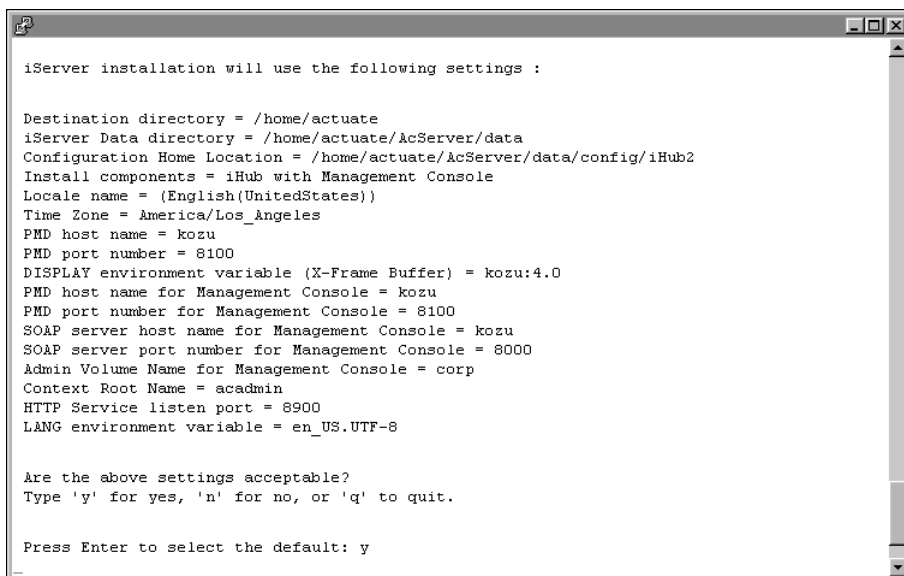 iServer installation will use the following settings :
Destination directory = /home/actuate
iServer Data directory = /home/actuate/AcServer/data
Configuration Home Location = /home/actuate/AcServer/data/config/iHub2
Install components = iHub with Management Console
Locale name = (English(UnitedStates))
Time Zone = America/Los_Angeles
PMD host name = kozu
PMD port number = 8100
DISPLAY environment variable (X-Frame Buffer) = kozu:4.0
PMD host name for Management Console = kozu
PMD port number for Management Console = 8100
SOAP server host name for Management Console = kozu
SOAP server port number for Management Console = 8000
Admin Volume Name for Management Console = corp
Context Root Name = acadmin
HTTP Service listen port = 8900
LANG environment variable = en_US.UTF-8
Are the above settings acceptable?
Type 'y' for yes, 'n' for no, or 'q' to quit.
Press Enter to select the default: y